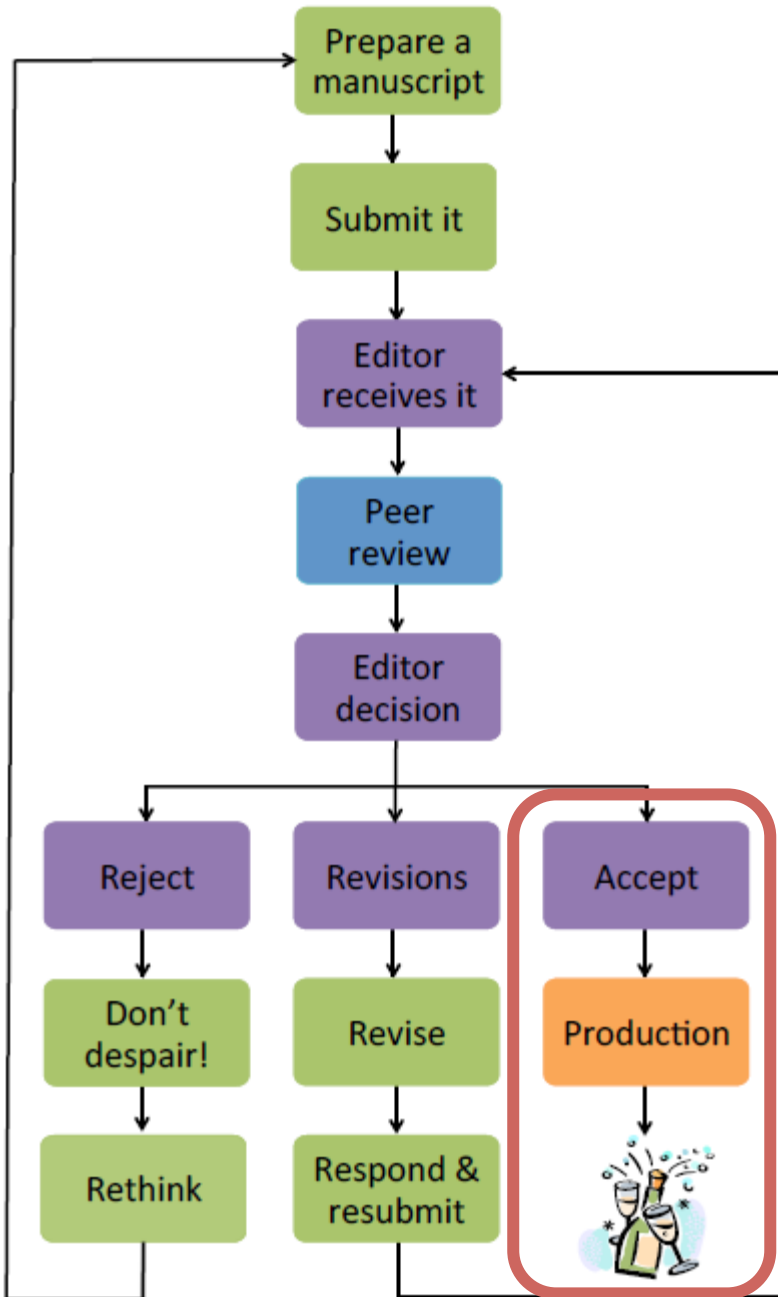 Prepare a
manuscript
Submit it
Editor
receives it
Peer
review
Editor
decision
Reject
Revisions
Accept
Don’t
despair!
Revise
Production
Rethink
Respond &
resubmit